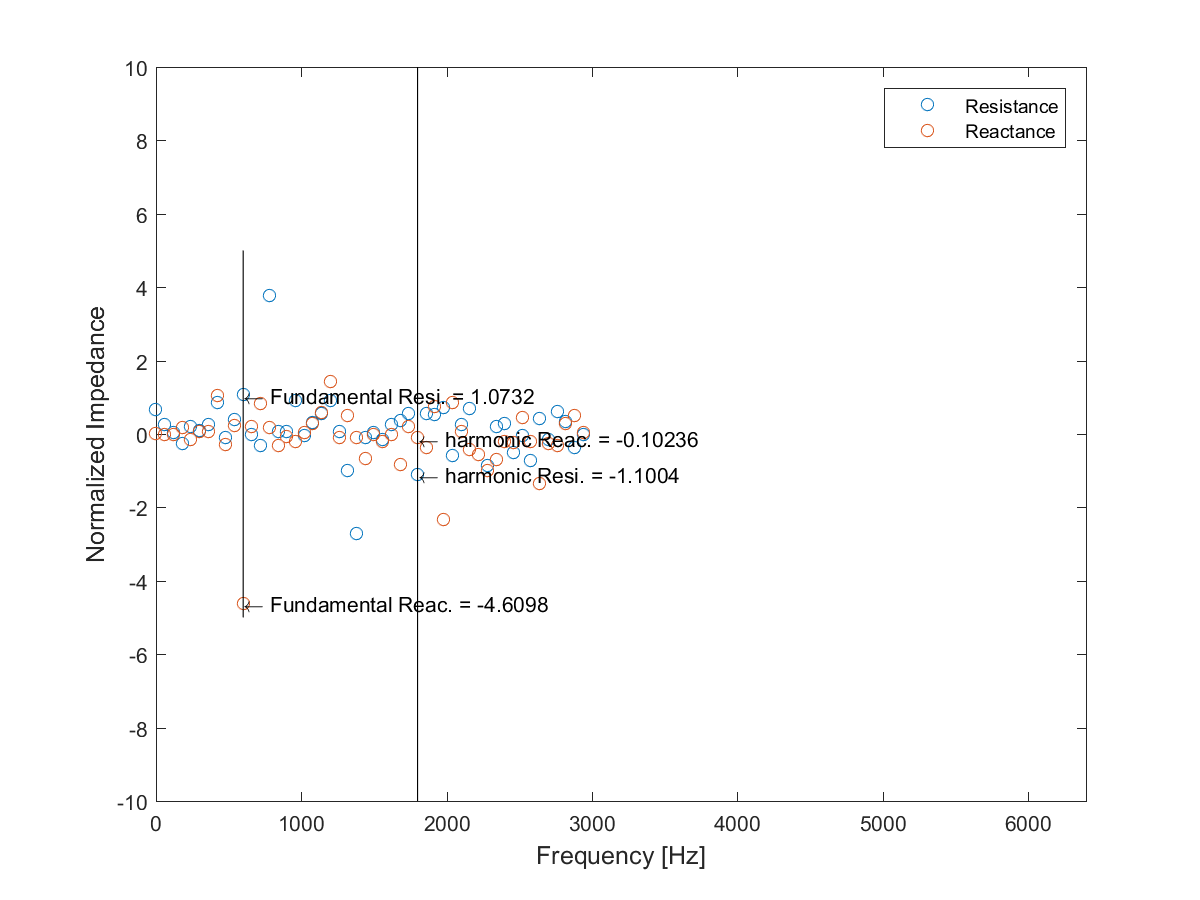 10
8
6
4
2
0
-2
-4
-6
-8
-10
Normalized Impedance
Resistance
Reactance
← Fundamental Resi. = 1.0732
← harmonic Reac. = -0.10236
← harmonic Resi. = -1.1004
← Fundamental Reac. = -4.6098
0 1000 2000 3000 4000 5000 6000
Frequency [Hz]